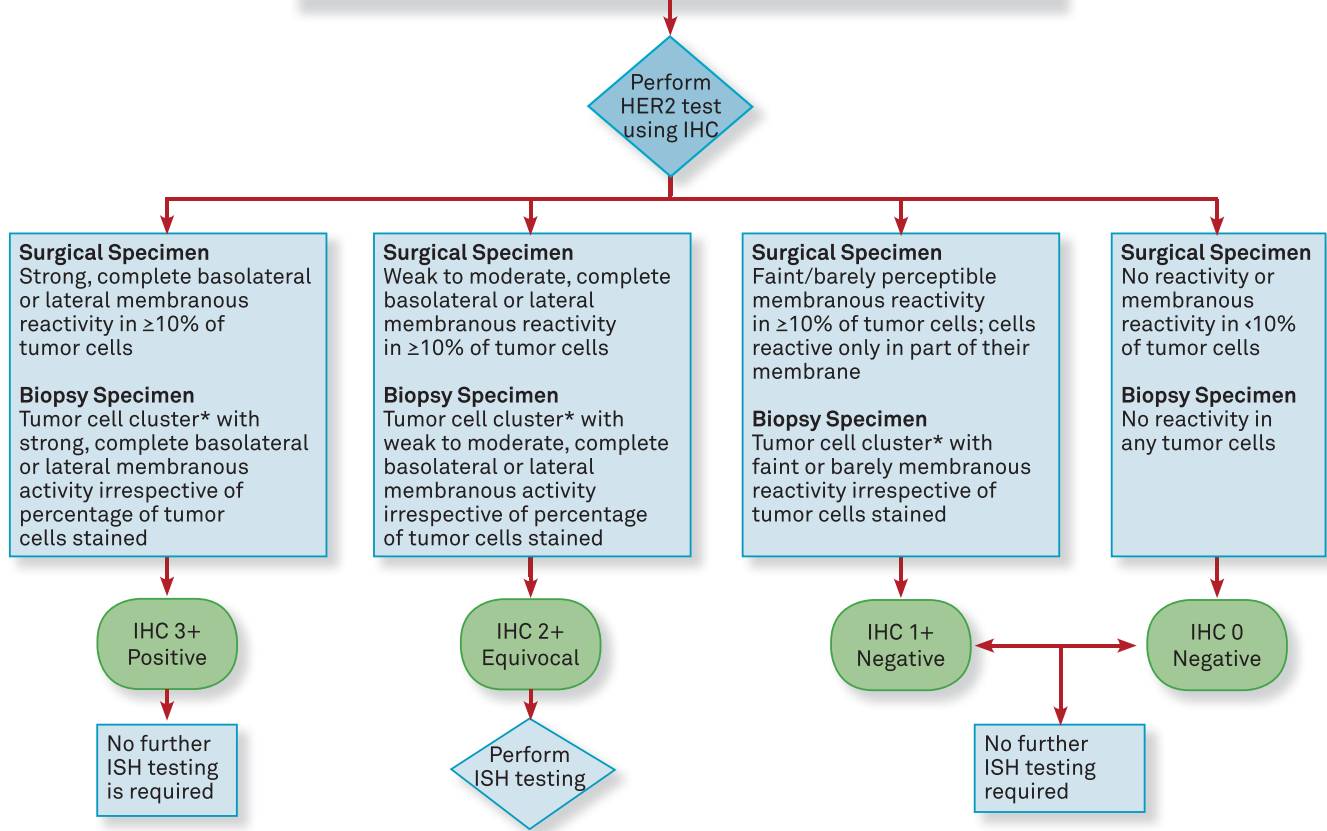 Perform
HER2 test
using IHC
Surgical Specimen
Strong, complete basolateral
or lateral membranous
reactivity in ≥10% of
tumor cells
Biopsy Specimen
Tumor cell cluster* with
strong, complete basolateral
or lateral membranous
activity irrespective of
percentage of tumor
cells stained
Surgical Specimen
Weak to moderate, complete
basolateral or lateral
membranous reactivity
in ≥10% of tumor cells
Biopsy Specimen
Tumor cell cluster* with
weak to moderate, complete
basolateral or lateral
membranous activity
irrespective of percentage
of tumor cells stained
Surgical Specimen
Faint/barely perceptible
membranous reactivity
in ≥10% of tumor cells; cells
reactive only in part of their
membrane
Biopsy Specimen
Tumor cell cluster* with
faint or barely membranous
reactivity irrespective of
tumor cells stained
Surgical Specimen
No reactivity or
membranous
reactivity in <10%
of tumor cells
Biopsy Specimen
No reactivity in
any tumor cells
IHC 3+
Positive
IHC 2+
Equivocal
IHC 1+
Negative
IHC 0
Negative
No further
ISH testing
is required
Perform
ISH testing
No further
ISH testing
required